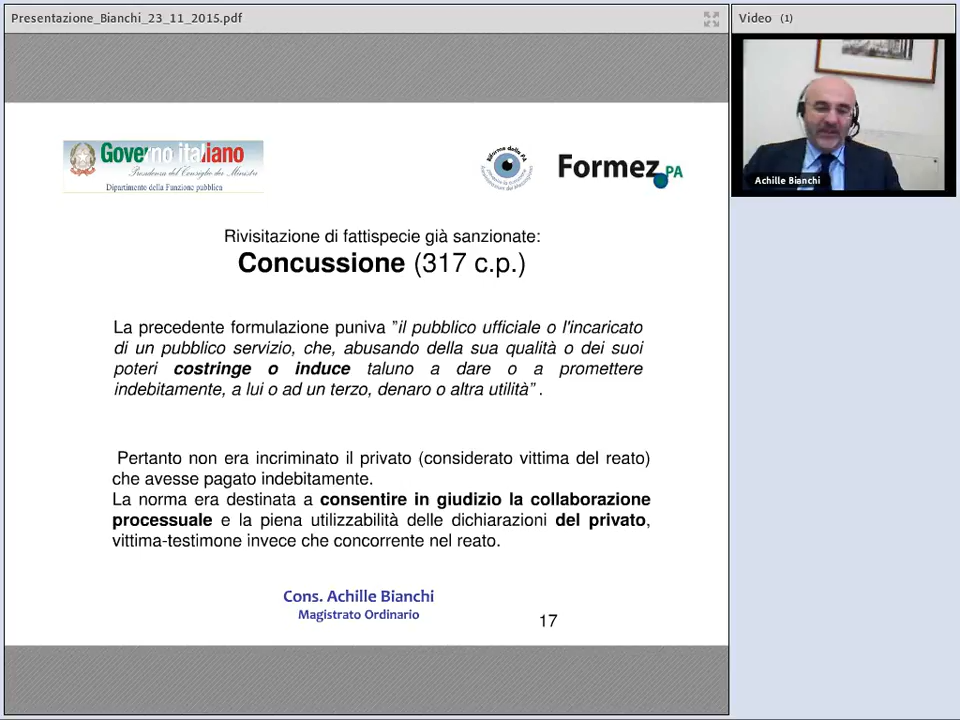 Presentazione_Bianchi_23_11_2015.pdf
Video (1)
Achille Bianchi
Governo italiano
Presidenza del Consiglio dei Ministri
Dipartimento della Funzione pubblica
Riforma delle PA
Formez PA
Rivisitazione di fattispecie già sanzionate:
Concussione (317 c.p.)
La precedente formulazione puniva ”il pubblico ufficiale o l'incaricato
di un pubblico servizio, che, abusando della sua qualità o dei suoi
poteri costringe o induce taluno a dare o a promettere
indebitamente, a lui o ad un terzo, denaro o altra utilità” .
Pertanto non era incriminato il privato (considerato vittima del reato)
che avesse pagato indebitamente.
La norma era destinata a consentire in giudizio la collaborazione
processuale e la piena utilizzabilità delle dichiarazioni del privato,
vittima-testimone invece che concorrente nel reato.
Cons. Achille Bianchi
Magistrato Ordinario
17